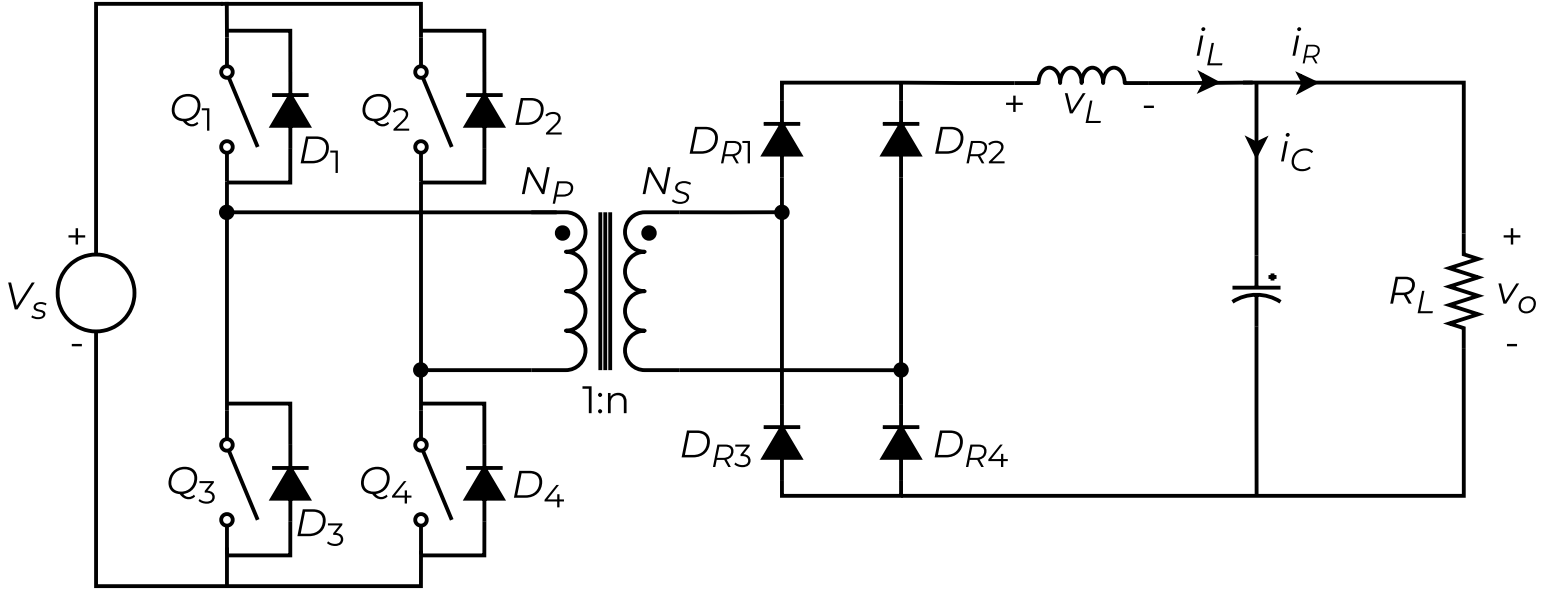 i_L
i_R
Q_1
Q_2
D_2
+
v_L
-
D_1
D_R1
D_R2
i_C
N_P
N_S
+
+
V_s
R_L
v_o
-
-
1:n
D_R3
D_R4
Q_3
Q_4
D_4
D_3